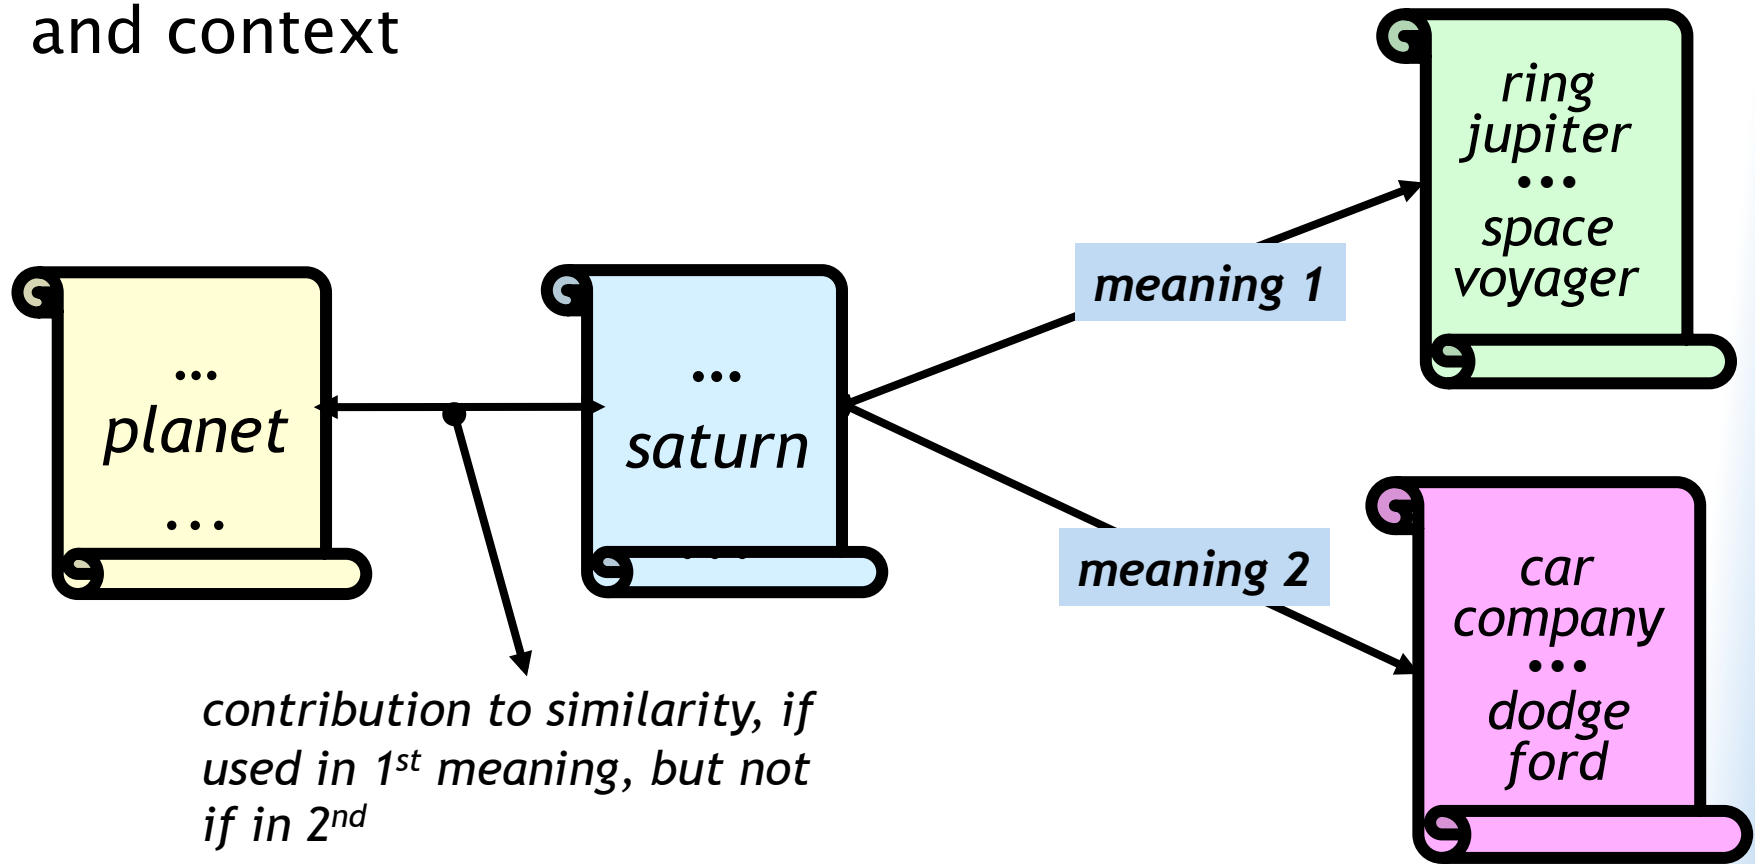 and context
...
planet
...
...
saturn
...
meaning 1
meaning 2
ring
jupiter
•••
space
voyager
car
company
•••
dodge
ford
contribution to similarity, if
used in 1st meaning, but not
if in 2nd